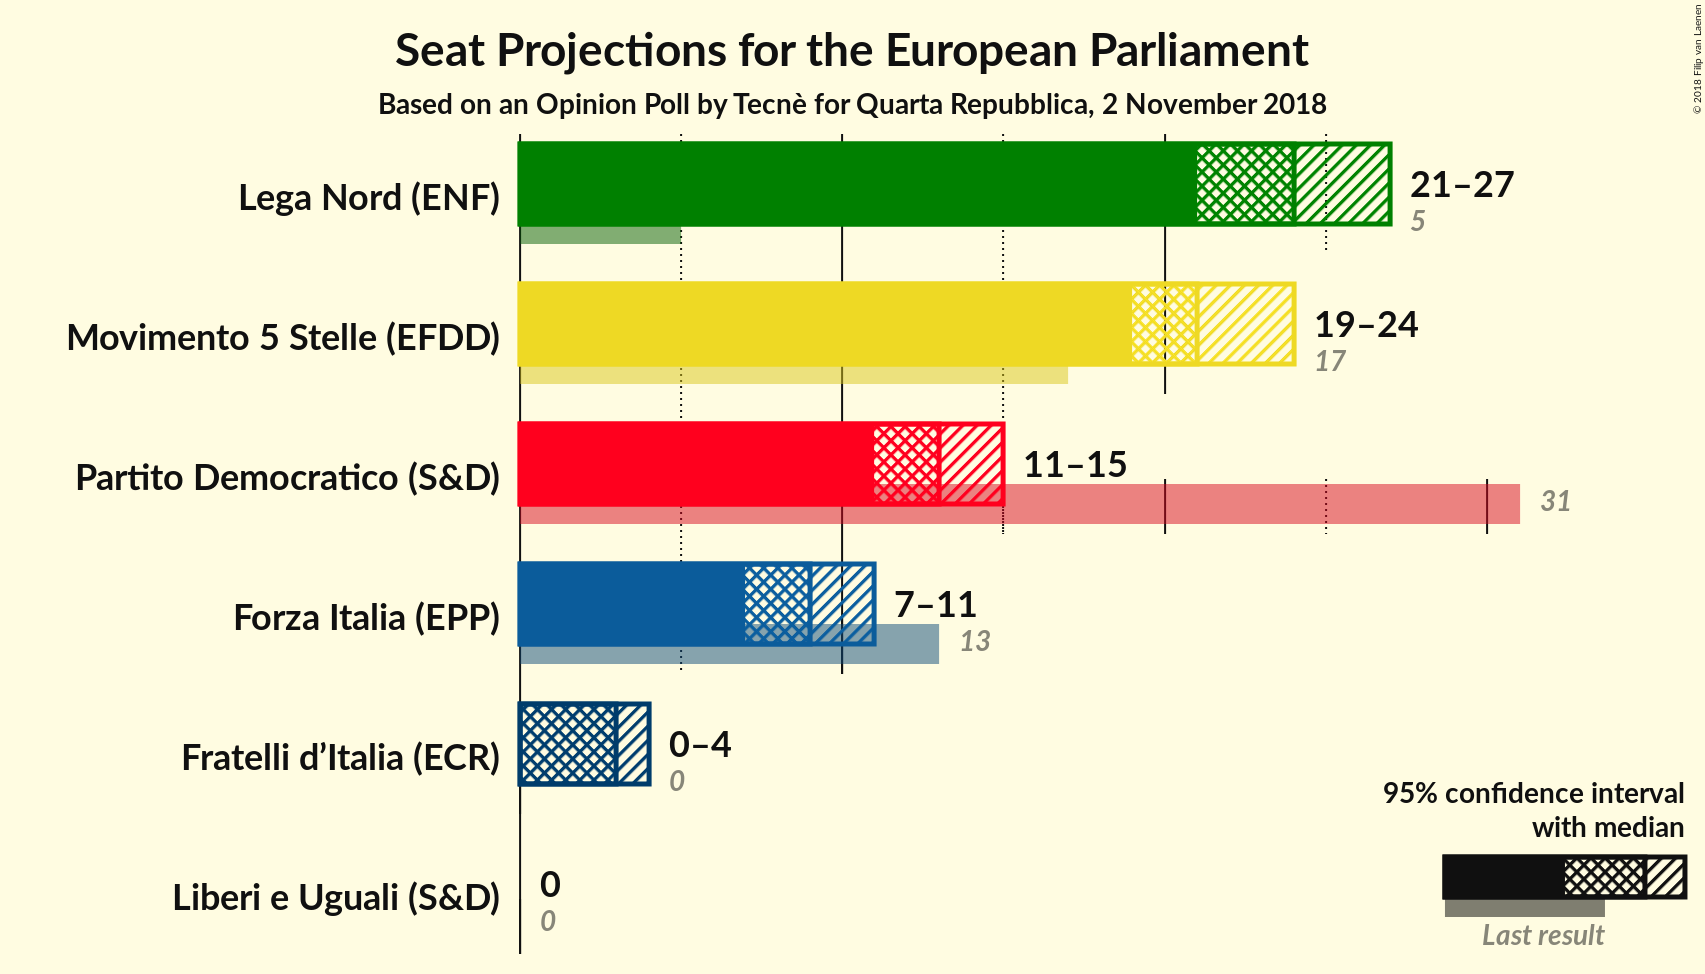 Seat Projections for the European Parliament
Based on an Opinion Poll by Tecnè for Quarta Repubblica, 2 November 2018
© 2018 Filip van Laenen
Lega Nord (ENF)
21–27
5
Movimento 5 Stelle (EFDD)
19–24
17
Partito Democratico (S&D)
11–15
31
Forza Italia (EPP)
7–11
13
Fratelli d’Italia (ECR)
0–4
0
Liberi e Uguali (S&D)
0
0
95% confidence interval
with median
Last result